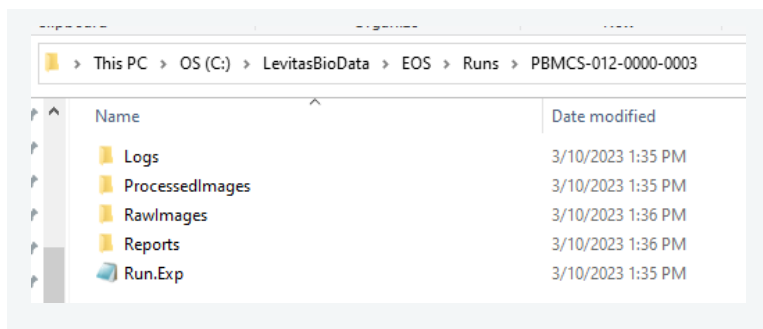 This PC > OS (C:) > LevitasBioData > EOS > Runs > PBMCS-012-0000-0003
Name Date modified
Logs 3/10/2023 1:35 PM
ProcessedImages 3/10/2023 1:35 PM
RawImages 3/10/2023 1:36 PM
Reports 3/10/2023 1:36 PM
Run.Exp 3/10/2023 1:35 PM